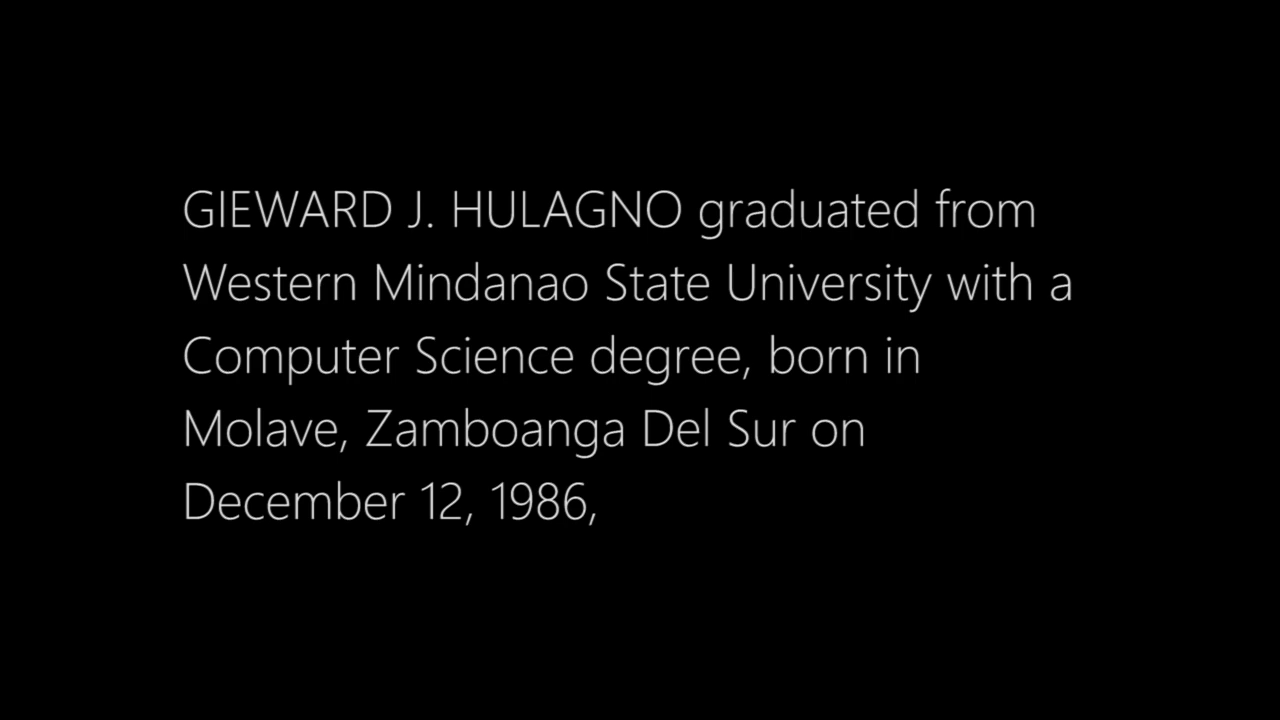 GIEWARD J. HULAGNO graduated from
Western Mindanao State University with a
Computer Science degree, born in
Molave, Zamboanga Del Sur on
December 12, 1986,